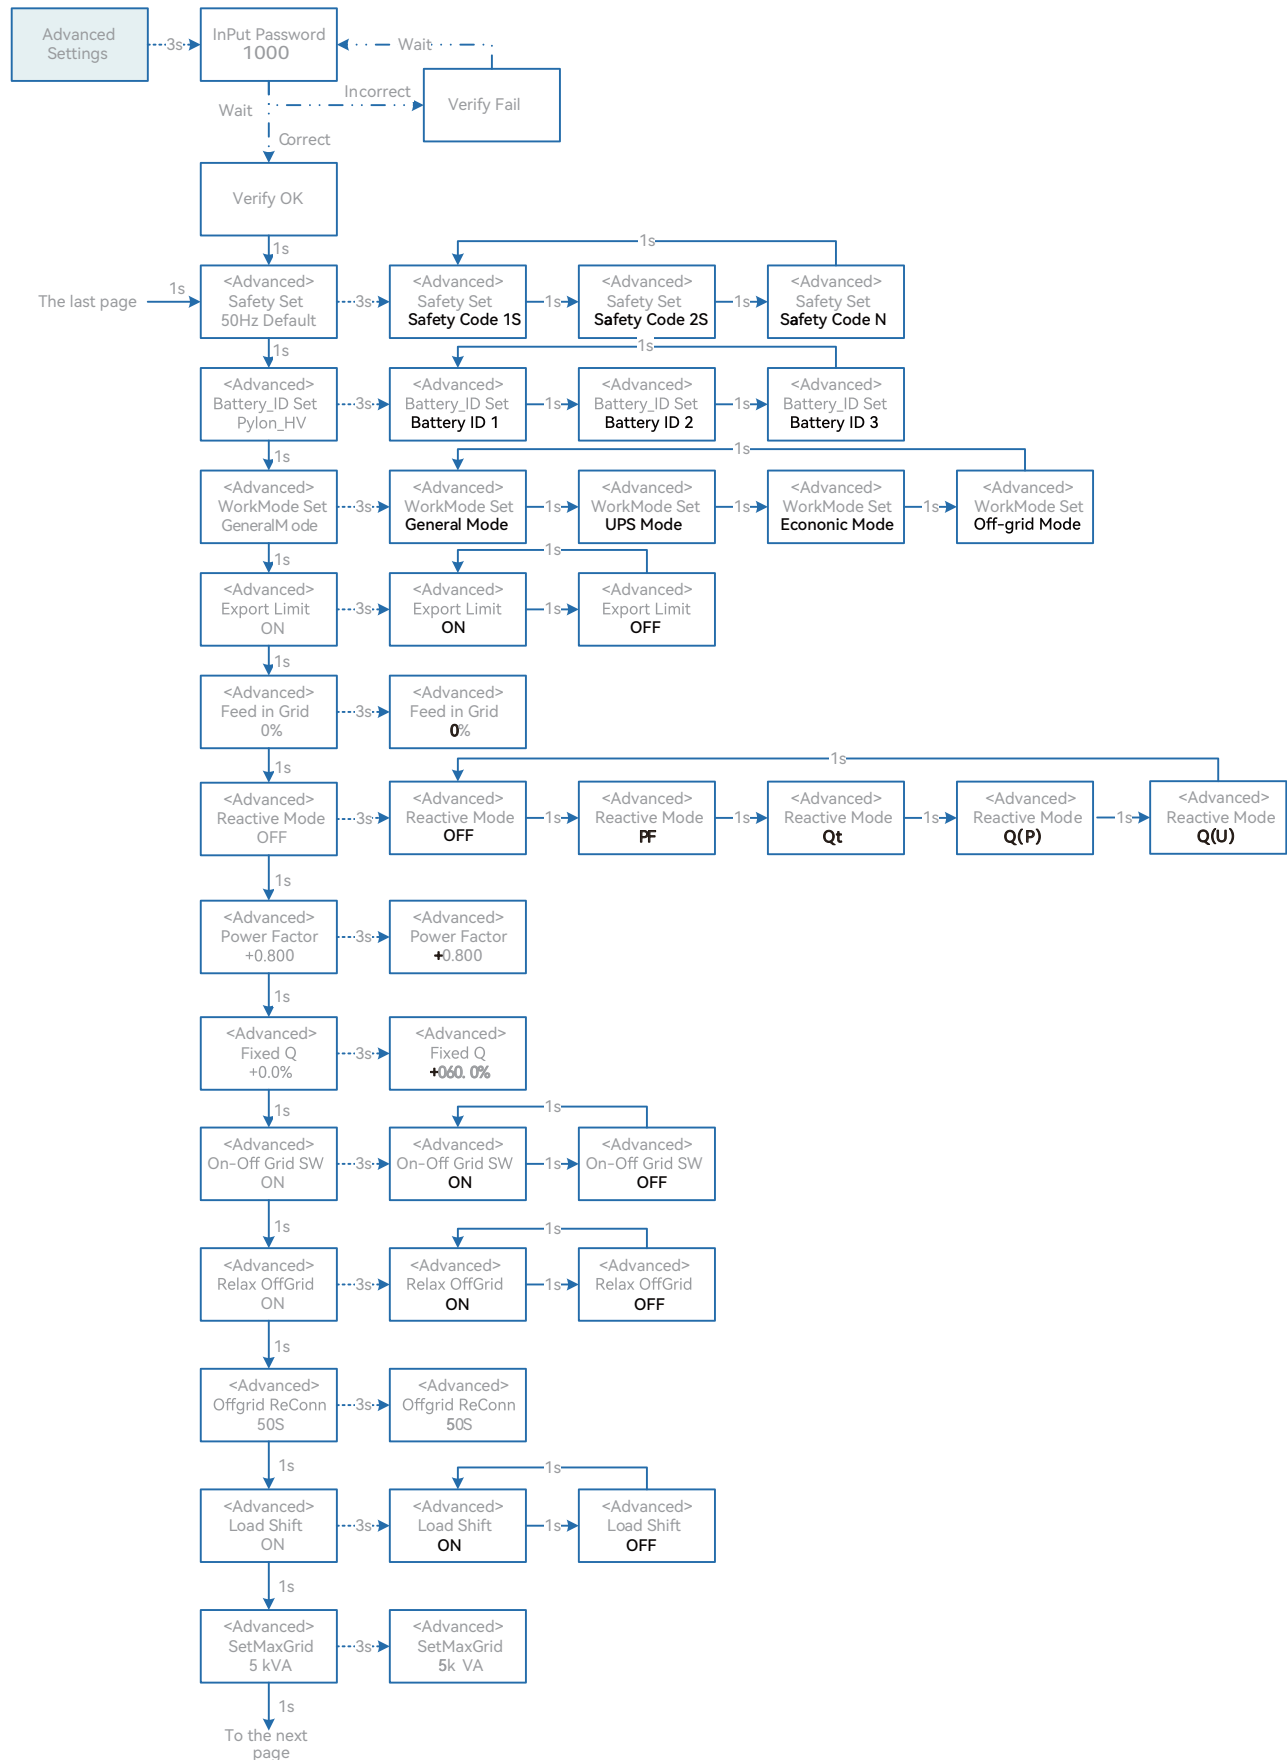 Advanced
Settings
3s
InPut Password
1000
Wait
Incorrect
Verify Fail
Wait
Correct
Verify OK
1s
1s
The last page
1s
<Advanced>
Safety Set
50Hz Default
3s
<Advanced>
Safety Set
Safety Code 1S
1s
<Advanced>
Safety Set
Safety Code 2S
1s
<Advanced>
Safety Set
Safety Code N
1s
1s
<Advanced>
Battery_ID Set
Pylon_HV
3s
<Advanced>
Battery_ID Set
Battery ID 1
1s
<Advanced>
Battery_ID Set
Battery ID 2
1s
<Advanced>
Battery_ID Set
Battery ID 3
1s
1s
<Advanced>
WorkMode Set
GeneralMode
3s
<Advanced>
WorkMode Set
General Mode
1s
<Advanced>
WorkMode Set
UPS Mode
1s
<Advanced>
WorkMode Set
Econonic Mode
1s
<Advanced>
WorkMode Set
Off-grid Mode
1s
1s
<Advanced>
Export Limit
ON
3s
<Advanced>
Export Limit
ON
1s
<Advanced>
Export Limit
OFF
1s
<Advanced>
Feed in Grid
0%
3s
<Advanced>
Feed in Grid
0%
1s
1s
<Advanced>
Reactive Mode
OFF
3s
<Advanced>
Reactive Mode
OFF
1s
<Advanced>
Reactive Mode
PF
1s
<Advanced>
Reactive Mode
Qt
1s
<Advanced>
Reactive Mode
Q(P)
1s
<Advanced>
Reactive Mode
Q(U)
1s
<Advanced>
Power Factor
+0.800
3s
<Advanced>
Power Factor
+0.800
1s
<Advanced>
Fixed Q
+0.0%
3s
<Advanced>
Fixed Q
+060. 0%
1s
1s
<Advanced>
On-Off Grid SW
ON
3s
<Advanced>
On-Off Grid SW
ON
1s
<Advanced>
On-Off Grid SW
OFF
1s
1s
<Advanced>
Relax OffGrid
ON
3s
<Advanced>
Relax OffGrid
ON
1s
<Advanced>
Relax OffGrid
OFF
1s
<Advanced>
Offgrid ReConn
50S
3s
<Advanced>
Offgrid ReConn
50S
1s
1s
<Advanced>
Load Shift
ON
3s
<Advanced>
Load Shift
ON
1s
<Advanced>
Load Shift
OFF
1s
<Advanced>
SetMaxGrid
5 kVA
3s
<Advanced>
SetMaxGrid
5k VA
1s
To the next
page